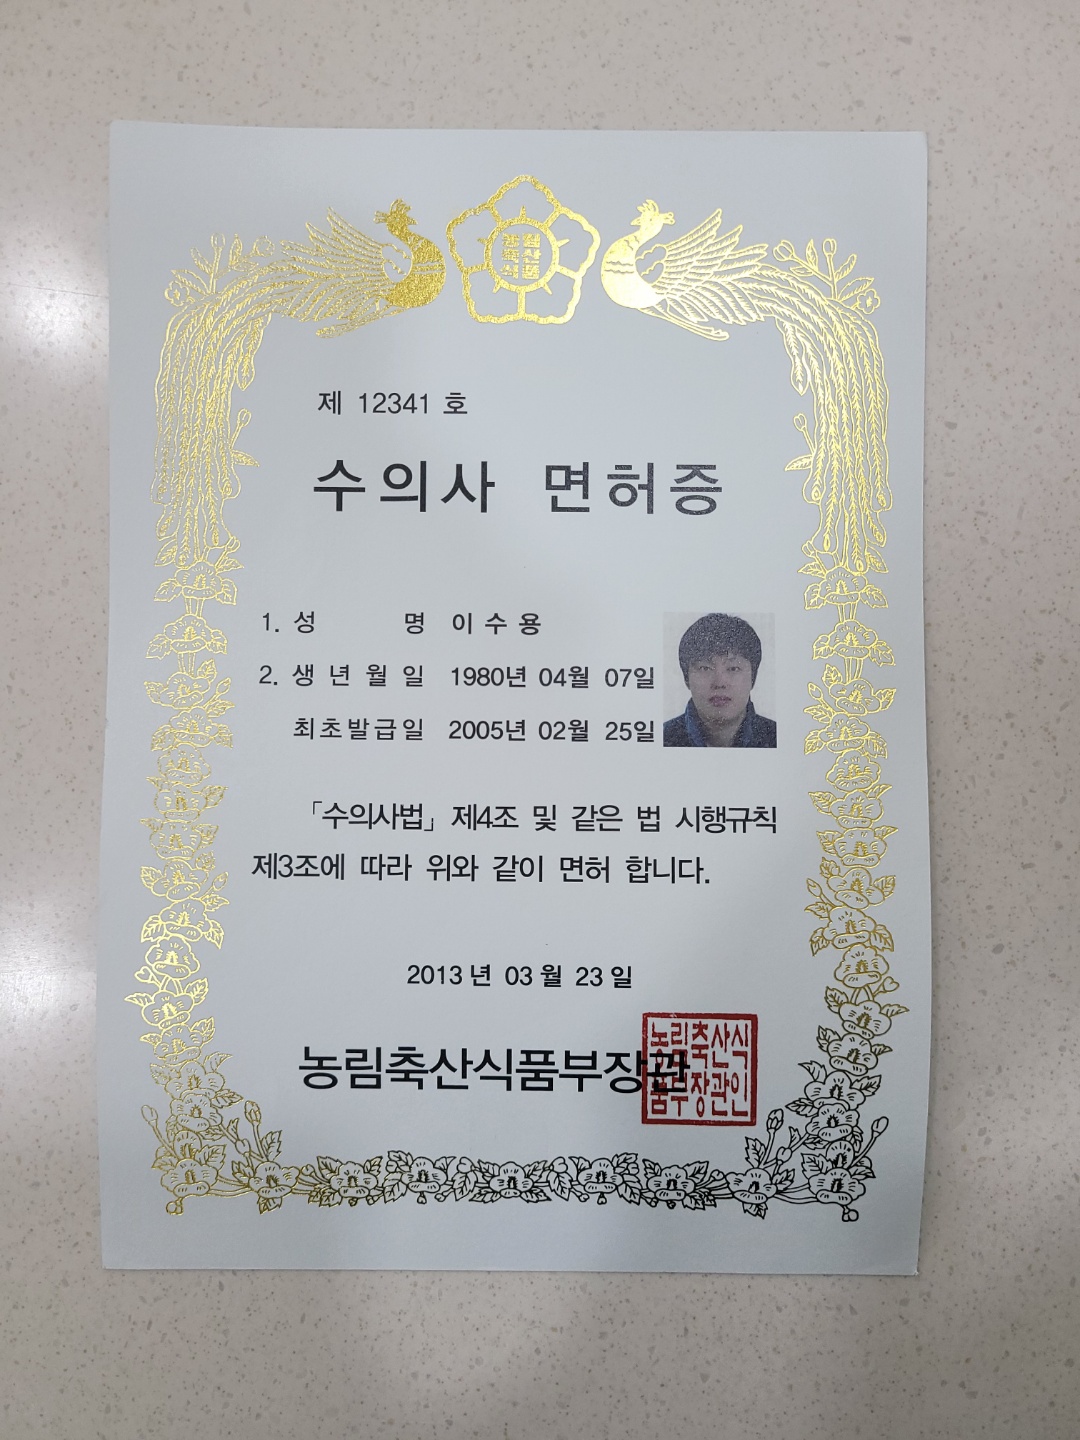 농림
축산
식품
제 12341 호
수의사 면허증
1. 성 명 이 수 용
2. 생 년 월 일 1980년 04월 07일
최초발급일 2005년 02월 25일
「수의사법」 제4조 및 같은 법 시행규칙
제3조에 따라 위와 같이 면허 합니다.
2013 년 03 월 23 일
농림축산식품부장관
농림축산식
품부장관인